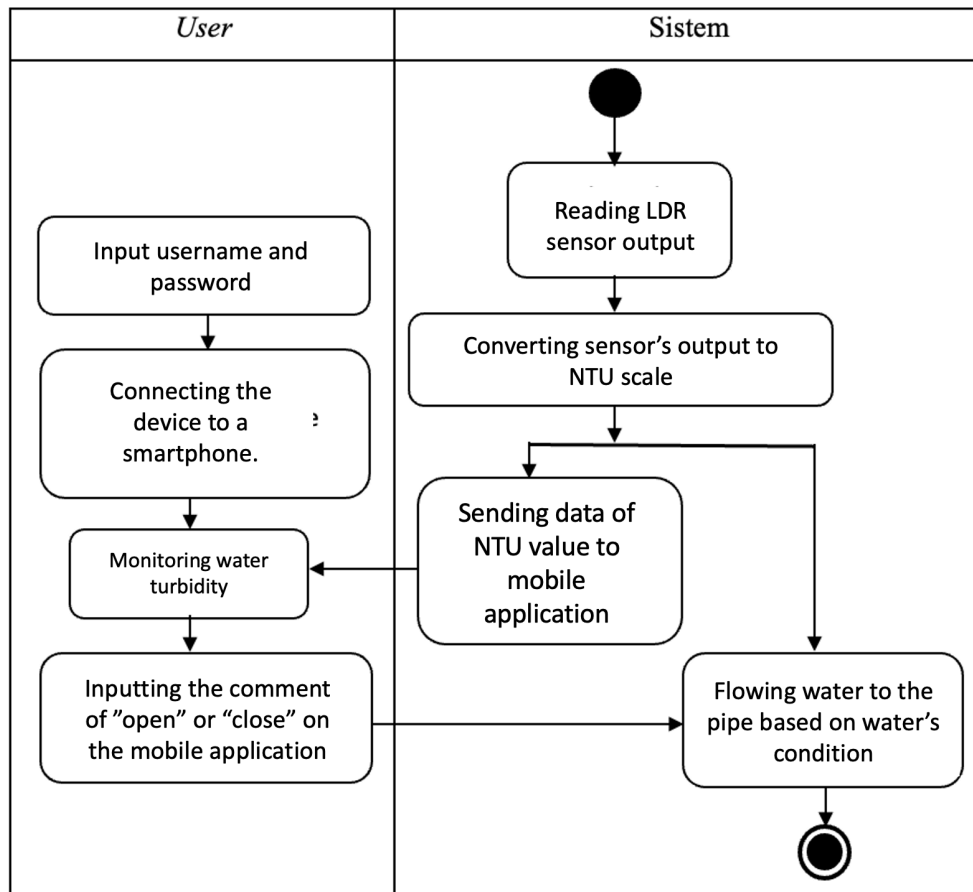 User
Sistem
Reading LDR
sensor output
Input username and
password
Converting sensor's output to
NTU scale
Connecting the
device to a
smartphone.
e
Sending data of
NTU value to
mobile
application
Monitoring water
turbidity
Inputting the comment
of ”open” or “close” on
the mobile application
Flowing water to the
pipe based on water’s
condition